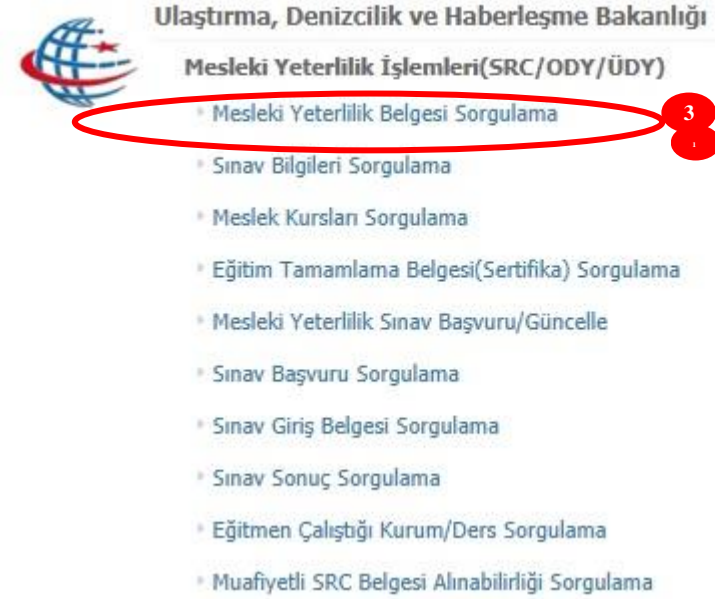 Ulaştırma, Denizcilik ve Haberleşme Bakanlığı
Mesleki Yeterlilik İşlemleri(SRC/ODY/ÜDY)
Mesleki Yeterlilik Belgesi Sorgulama
3
1
Sınav Bilgileri Sorgulama
Meslek Kursları Sorgulama
Eğitim Tamamlama Belgesi(Sertifika) Sorgulama
Mesleki Yeterlilik Sınav Başvuru/Güncelle
Sınav Başvuru Sorgulama
Sınav Giriş Belgesi Sorgulama
Sınav Sonuç Sorgulama
Eğitmen Çalıştığı Kurum/Ders Sorgulama
Muafiyetli SRC Belgesi Alınabilirliği Sorgulama